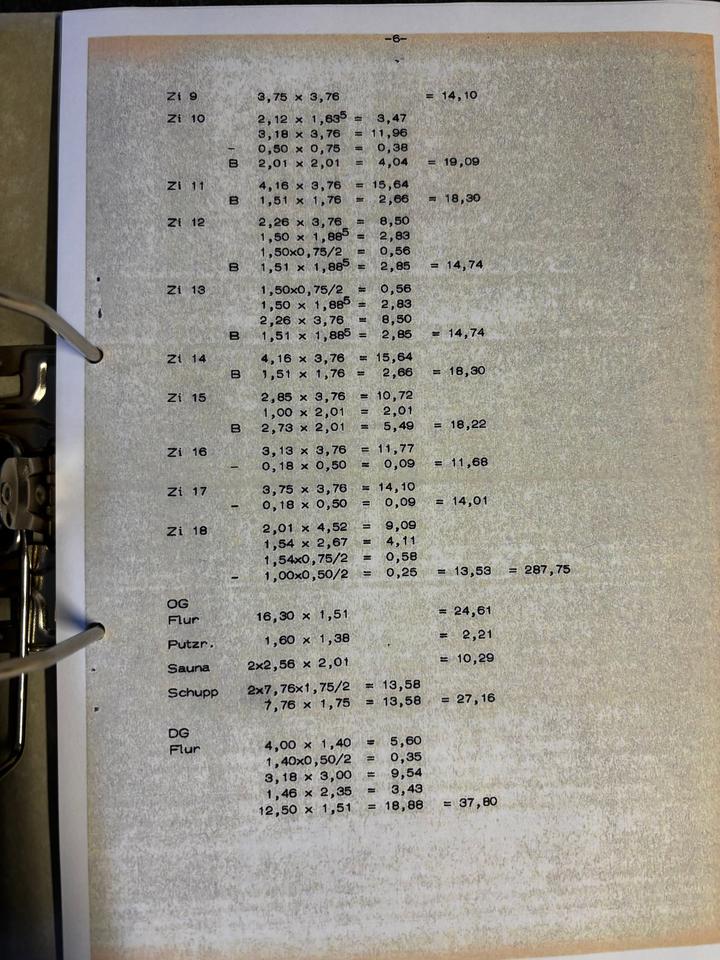 -6-
Zi 9 3,75 x 3,76 = 14,10
Zi 10 2,12 x 1,63⁵ = 3,47
3,18 x 3,76 = 11,96
- 0,50 x 0,75 = 0,38
B 2,01 x 2,01 = 4,04 = 19,09
Zi 11 4,16 x 3,76 = 15,64
B 1,51 x 1,76 = 2,66 = 18,30
Zi 12 2,26 x 3,76 = 8,50
1,50 x 1,88⁵ = 2,83
1,50x0,75/2 = 0,56
B 1,51 x 1,88⁵ = 2,85 = 14,74
Zi 13 1,50x0,75/2 = 0,56
1,50 x 1,88⁵ = 2,83
2,26 x 3,76 = 8,50
B 1,51 x 1,88⁵ = 2,85 = 14,74
Zi 14 4,16 x 3,76 = 15,64
B 1,51 x 1,76 = 2,66 = 18,30
Zi 15 2,85 x 3,76 = 10,72
1,00 x 2,01 = 2,01
B 2,73 x 2,01 = 5,49 = 18,22
Zi 16 3,13 x 3,76 = 11,77
- 0,18 x 0,50 = 0,09 = 11,68
Zi 17 3,75 x 3,76 = 14,10
- 0,18 x 0,50 = 0,09 = 14,01
Zi 18 2,01 x 4,52 = 9,09
1,54 x 2,67 = 4,11
1,54x0,75/2 = 0,58
- 1,00x0,50/2 = 0,25 = 13,53 = 287,75
OG
Flur 16,30 x 1,51 = 24,61
Putzr. 1,60 x 1,38 = 2,21
Sauna 2x2,56 x 2,01 = 10,29
Schupp 2x7,76x1,75/2 = 13,58
7,76 x 1,75 = 13,58 = 27,16
DG
Flur 4,00 x 1,40 = 5,60
1,40x0,50/2 = 0,35
3,18 x 3,00 = 9,54
1,46 x 2,35 = 3,43
12,50 x 1,51 = 18,88 = 37,80